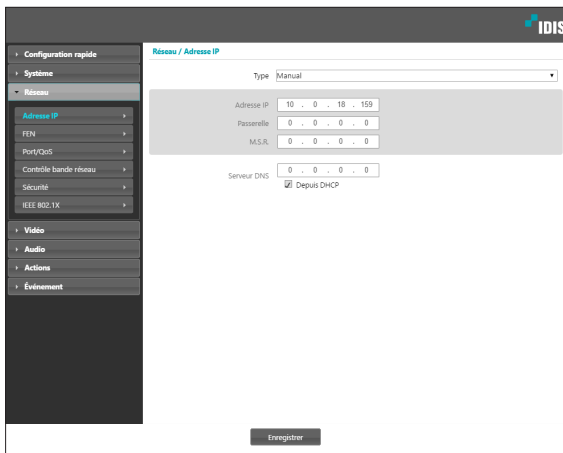 IDIS
Configuration rapide
Système
Réseau
Adresse IP
FEN
Port/QoS
Contrôle bande réseau
Sécurité
IEEE 802.1X
Vidéo
Audio
Actions
Événement
Réseau / Adresse IP
Type Manual
Adresse IP 10 . 0 . 18 . 159
Passerelle 0 . 0 . 0 . 0
M.S.R. 0 . 0 . 0 . 0
Serveur DNS 0 . 0 . 0 . 0
Depuis DHCP
Enregistrer